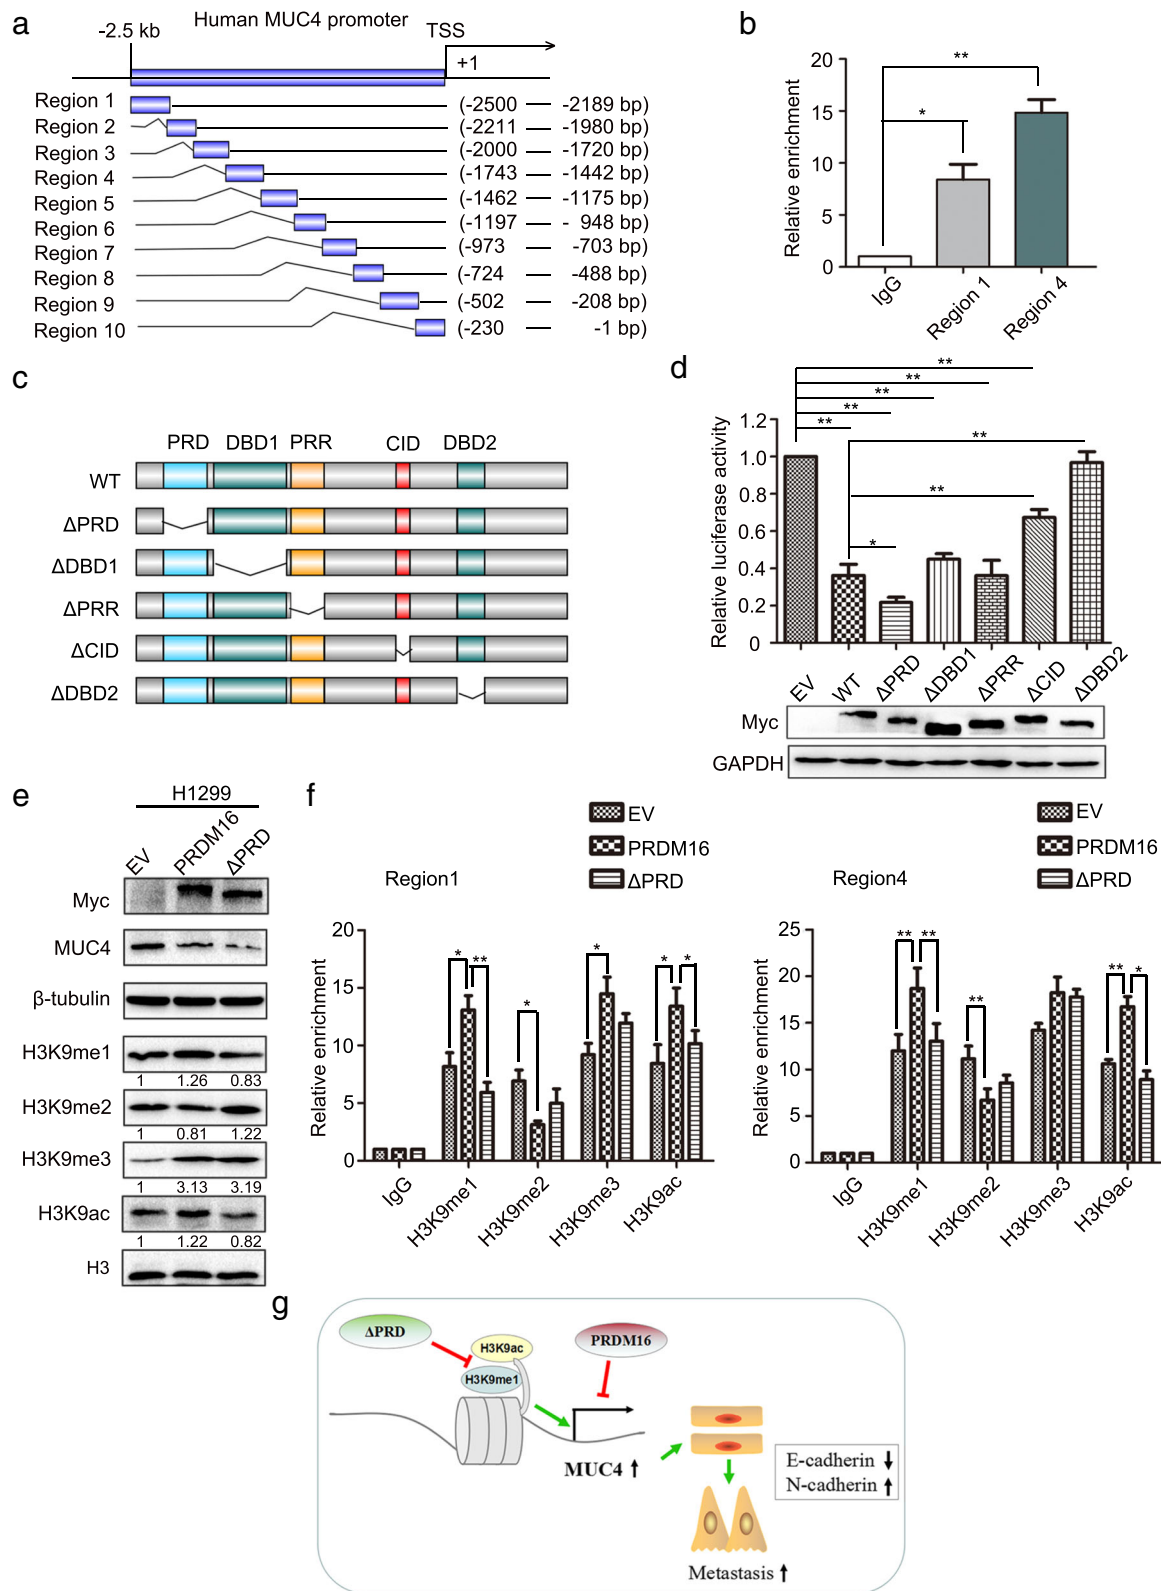 a
Human MUC4 promoter
-2.5 kb
TSS
+1
Region 1 (-2500 — -2189 bp)
Region 2 (-2211 — -1980 bp)
Region 3 (-2000 — -1720 bp)
Region 4 (-1743 — -1442 bp)
Region 5 (-1462 — -1175 bp)
Region 6 (-1197 — - 948 bp)
Region 7 (-973 — -703 bp)
Region 8 (-724 — -488 bp)
Region 9 (-502 — -208 bp)
Region 10 (-230 — -1 bp)
b
Relative enrichment
20
15
10
5
0
*
**
IgG
Region 1
Region 4
c
PRD DBD1 PRR CID DBD2
WT
ΔPRD
ΔDBD1
ΔPRR
ΔCID
ΔDBD2
d
Relative luciferase activity
1.2
1.0
0.8
0.6
0.4
0.2
0
**
**
**
**
**
**
**
*
EV WT ΔPRD ΔDBD1 ΔPRR ΔCID ΔDBD2
Myc
GAPDH
e
H1299
EV PRDM16 ΔPRD
Myc
MUC4
β-tubulin
H3K9me1
1 1.26 0.83
H3K9me2
1 0.81 1.22
H3K9me3
1 3.13 3.19
H3K9ac
1 1.22 0.82
H3
f
EV
PRDM16
ΔPRD
Region1
Relative enrichment
20
15
10
5
0
* ** * * * *
IgG H3K9me1 H3K9me2 H3K9me3 H3K9ac
EV
PRDM16
ΔPRD
Region4
Relative enrichment
25
20
15
10
5
0
** ** ** ** *
IgG H3K9me1 H3K9me2 H3K9me3 H3K9ac
g
ΔPRD
H3K9ac
H3K9me1
PRDM16
MUC4
E-cadherin
N-cadherin
Metastasis